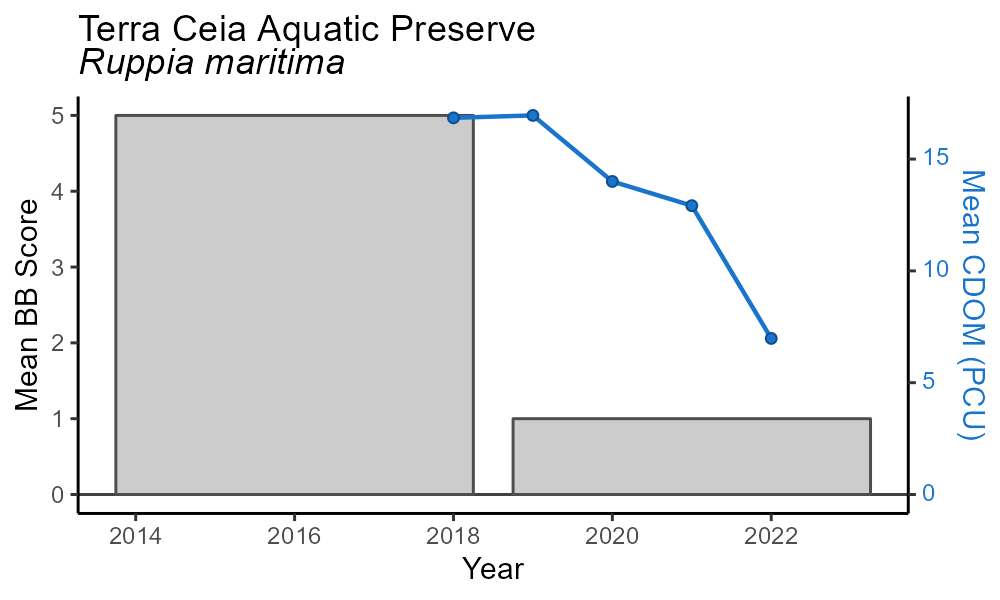 Terra Ceia Aquatic Preserve
Ruppia maritima
Mean BB Score
5
4
3
2
1
0
15
10
5
0
Mean CDOM (PCU)
2014 2016 2018 2020 2022
Year